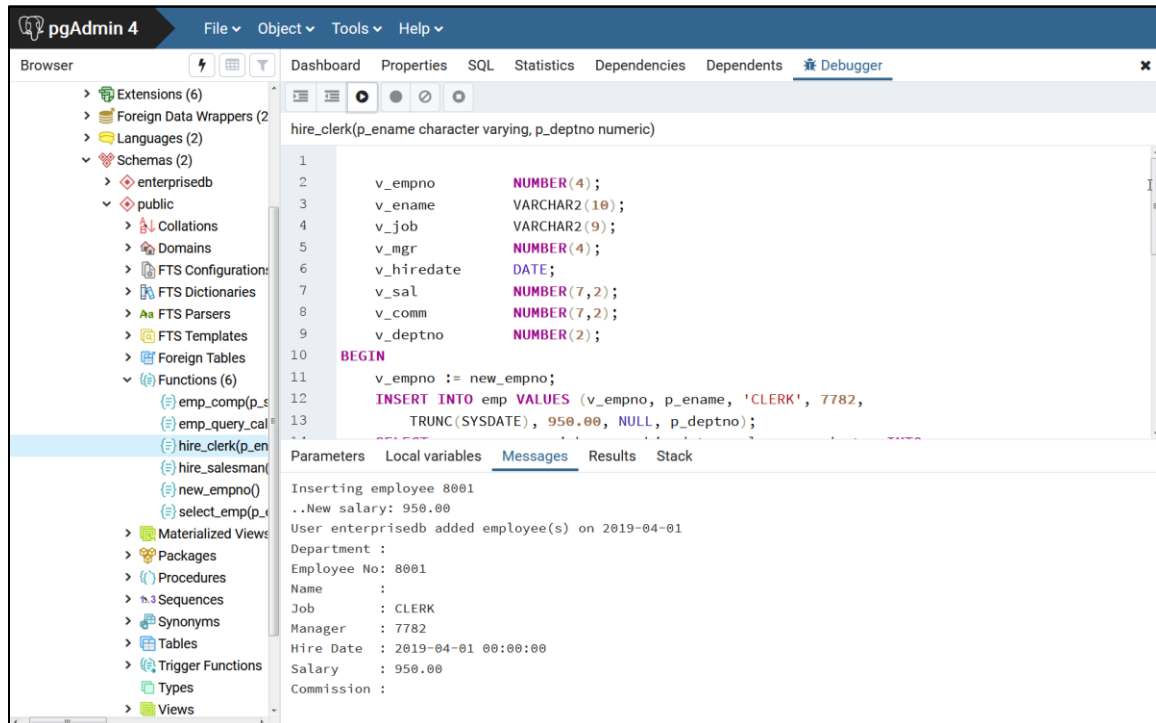 pgAdmin 4 File Object Tools Help
Browser
Dashboard Properties SQL Statistics Dependencies Dependents Debugger
Extensions (6)
Foreign Data Wrappers (2
Languages (2)
Schemas (2)
enterprisedb
public
Collations
Domains
FTS Configurations
FTS Dictionaries
FTS Parsers
FTS Templates
Foreign Tables
Functions (6)
emp_comp(p_s
emp_query_cal
hire_clerk(p_en
hire_salesman(
new_empno()
select_emp(p_e
Materialized Views
Packages
Procedures
Sequences
Synonyms
Tables
Trigger Functions
Types
Views
hire_clerk(p_ename character varying, p_deptno numeric)
1
2 v_empno NUMBER(4);
3 v_ename VARCHAR2(10);
4 v_job VARCHAR2(9);
5 v_mgr NUMBER(4);
6 v_hiredate DATE;
7 v_sal NUMBER(7,2);
8 v_comm NUMBER(7,2);
9 v_deptno NUMBER(2);
10 BEGIN
11 v_empno := new_empno;
12 INSERT INTO emp VALUES (v_empno, p_ename, 'CLERK', 7782,
13 TRUNC(SYSDATE), 950.00, NULL, p_deptno);
Parameters Local variables Messages Results Stack
Inserting employee 8001
..New salary: 950.00
User enterprisedb added employee(s) on 2019-04-01
Department :
Employee No: 8001
Name :
Job : CLERK
Manager : 7782
Hire Date : 2019-04-01 00:00:00
Salary : 950.00
Commission :